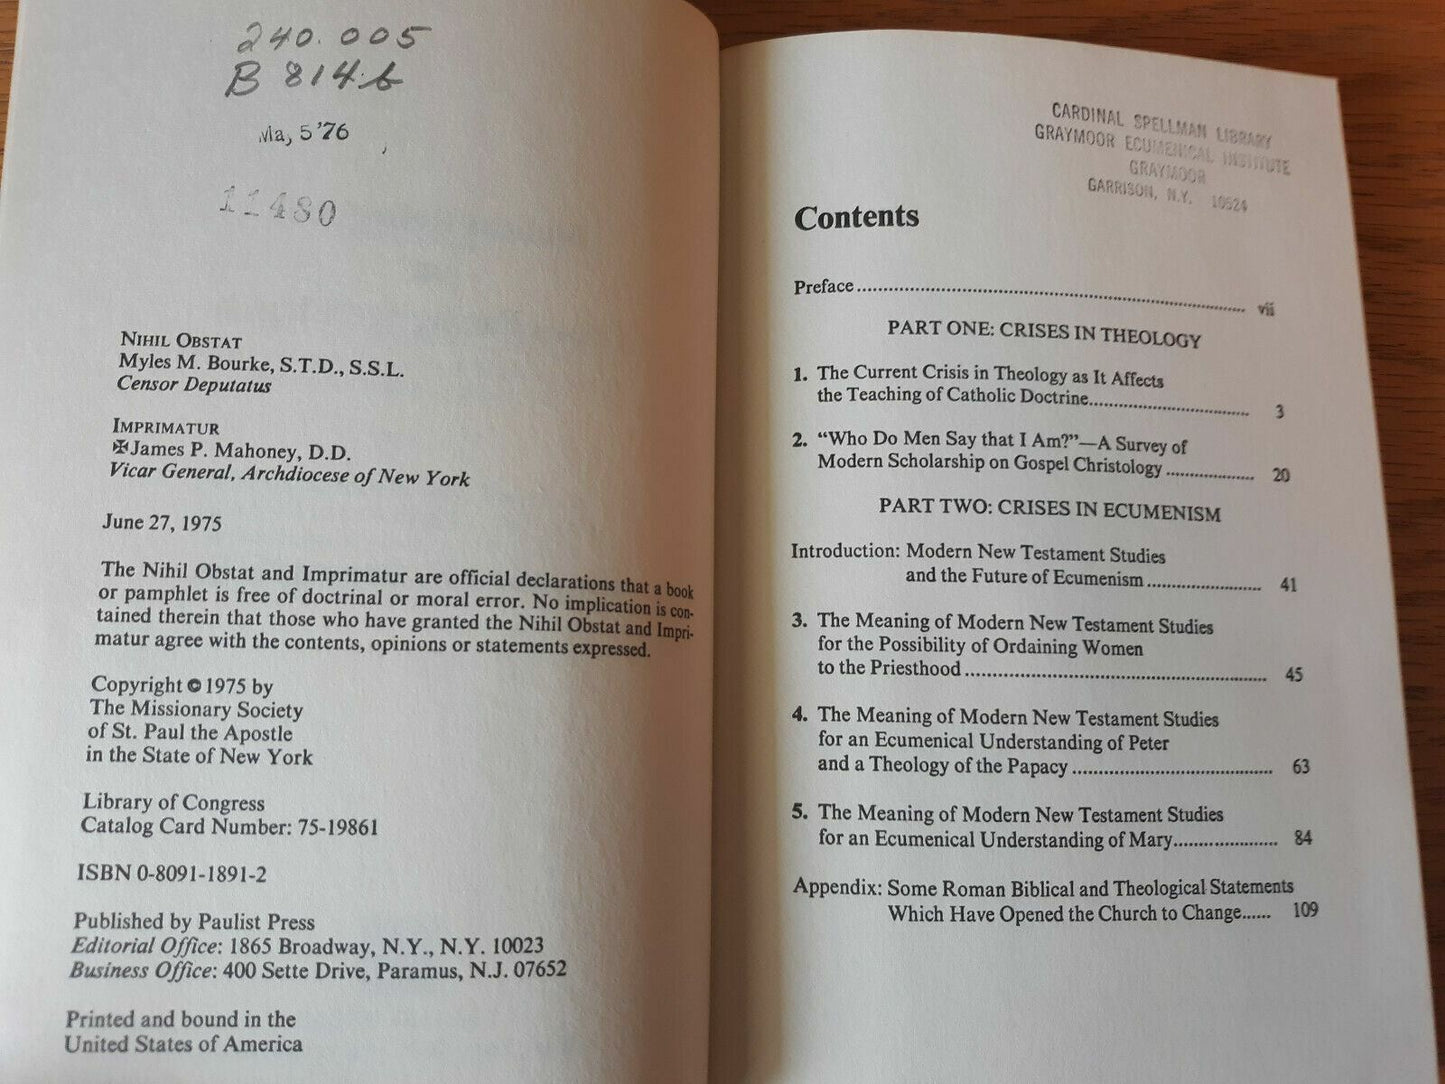 240.005
B 814b
5 '76
11480
NIHIL OBSTAT
Myles M. Bourke, S.T.D., S.S.L.
Censor Deputatus
IMPRIMATUR
✠James P. Mahoney, D.D.
Vicar General, Archdiocese of New York
June 27, 1975
The Nihil Obstat and Imprimatur are official declarations that a book
or pamphlet is free of doctrinal or moral error. No implication is con-
tained therein that those who have granted the Nihil Obstat and Impri-
matur agree with the contents, opinions or statements expressed.
Copyright © 1975 by
The Missionary Society
of St. Paul the Apostle
in the State of New York
Library of Congress
Catalog Card Number: 75-19861
ISBN 0-8091-1891-2
Published by Paulist Press
Editorial Office: 1865 Broadway, N.Y., N.Y. 10023
Business Office: 400 Sette Drive, Paramus, N.J. 07652
Printed and bound in the
United States of America
CARDINAL SPELLMAN LIBRARY
GRAYMOOR ECUMENICAL INSTITUTE
GRAYMOOR
GARRISON, N.Y. 10524
Contents
Preface ........ vii
PART ONE: CRISES IN THEOLOGY
1. The Current Crisis in Theology as It Affects
the Teaching of Catholic Doctrine........ 3
2. “Who Do Men Say that I Am?”—A Survey of
Modern Scholarship on Gospel Christology ........ 20
PART TWO: CRISES IN ECUMENISM
Introduction: Modern New Testament Studies
and the Future of Ecumenism ........ 41
3. The Meaning of Modern New Testament Studies
for the Possibility of Ordaining Women
to the Priesthood ........ 45
4. The Meaning of Modern New Testament Studies
for an Ecumenical Understanding of Peter
and a Theology of the Papacy ........ 63
5. The Meaning of Modern New Testament Studies
for an Ecumenical Understanding of Mary........ 84
Appendix: Some Roman Biblical and Theological Statements
Which Have Opened the Church to Change...... 109